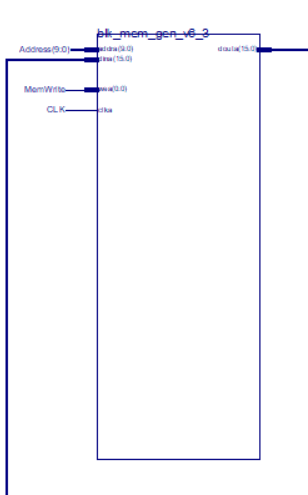 blk_mem_gen_v6_3
Address(9:0) addra(9:0) douta(15:0)
dina(15:0)
MemWrite wea(0:0)
CLK clka